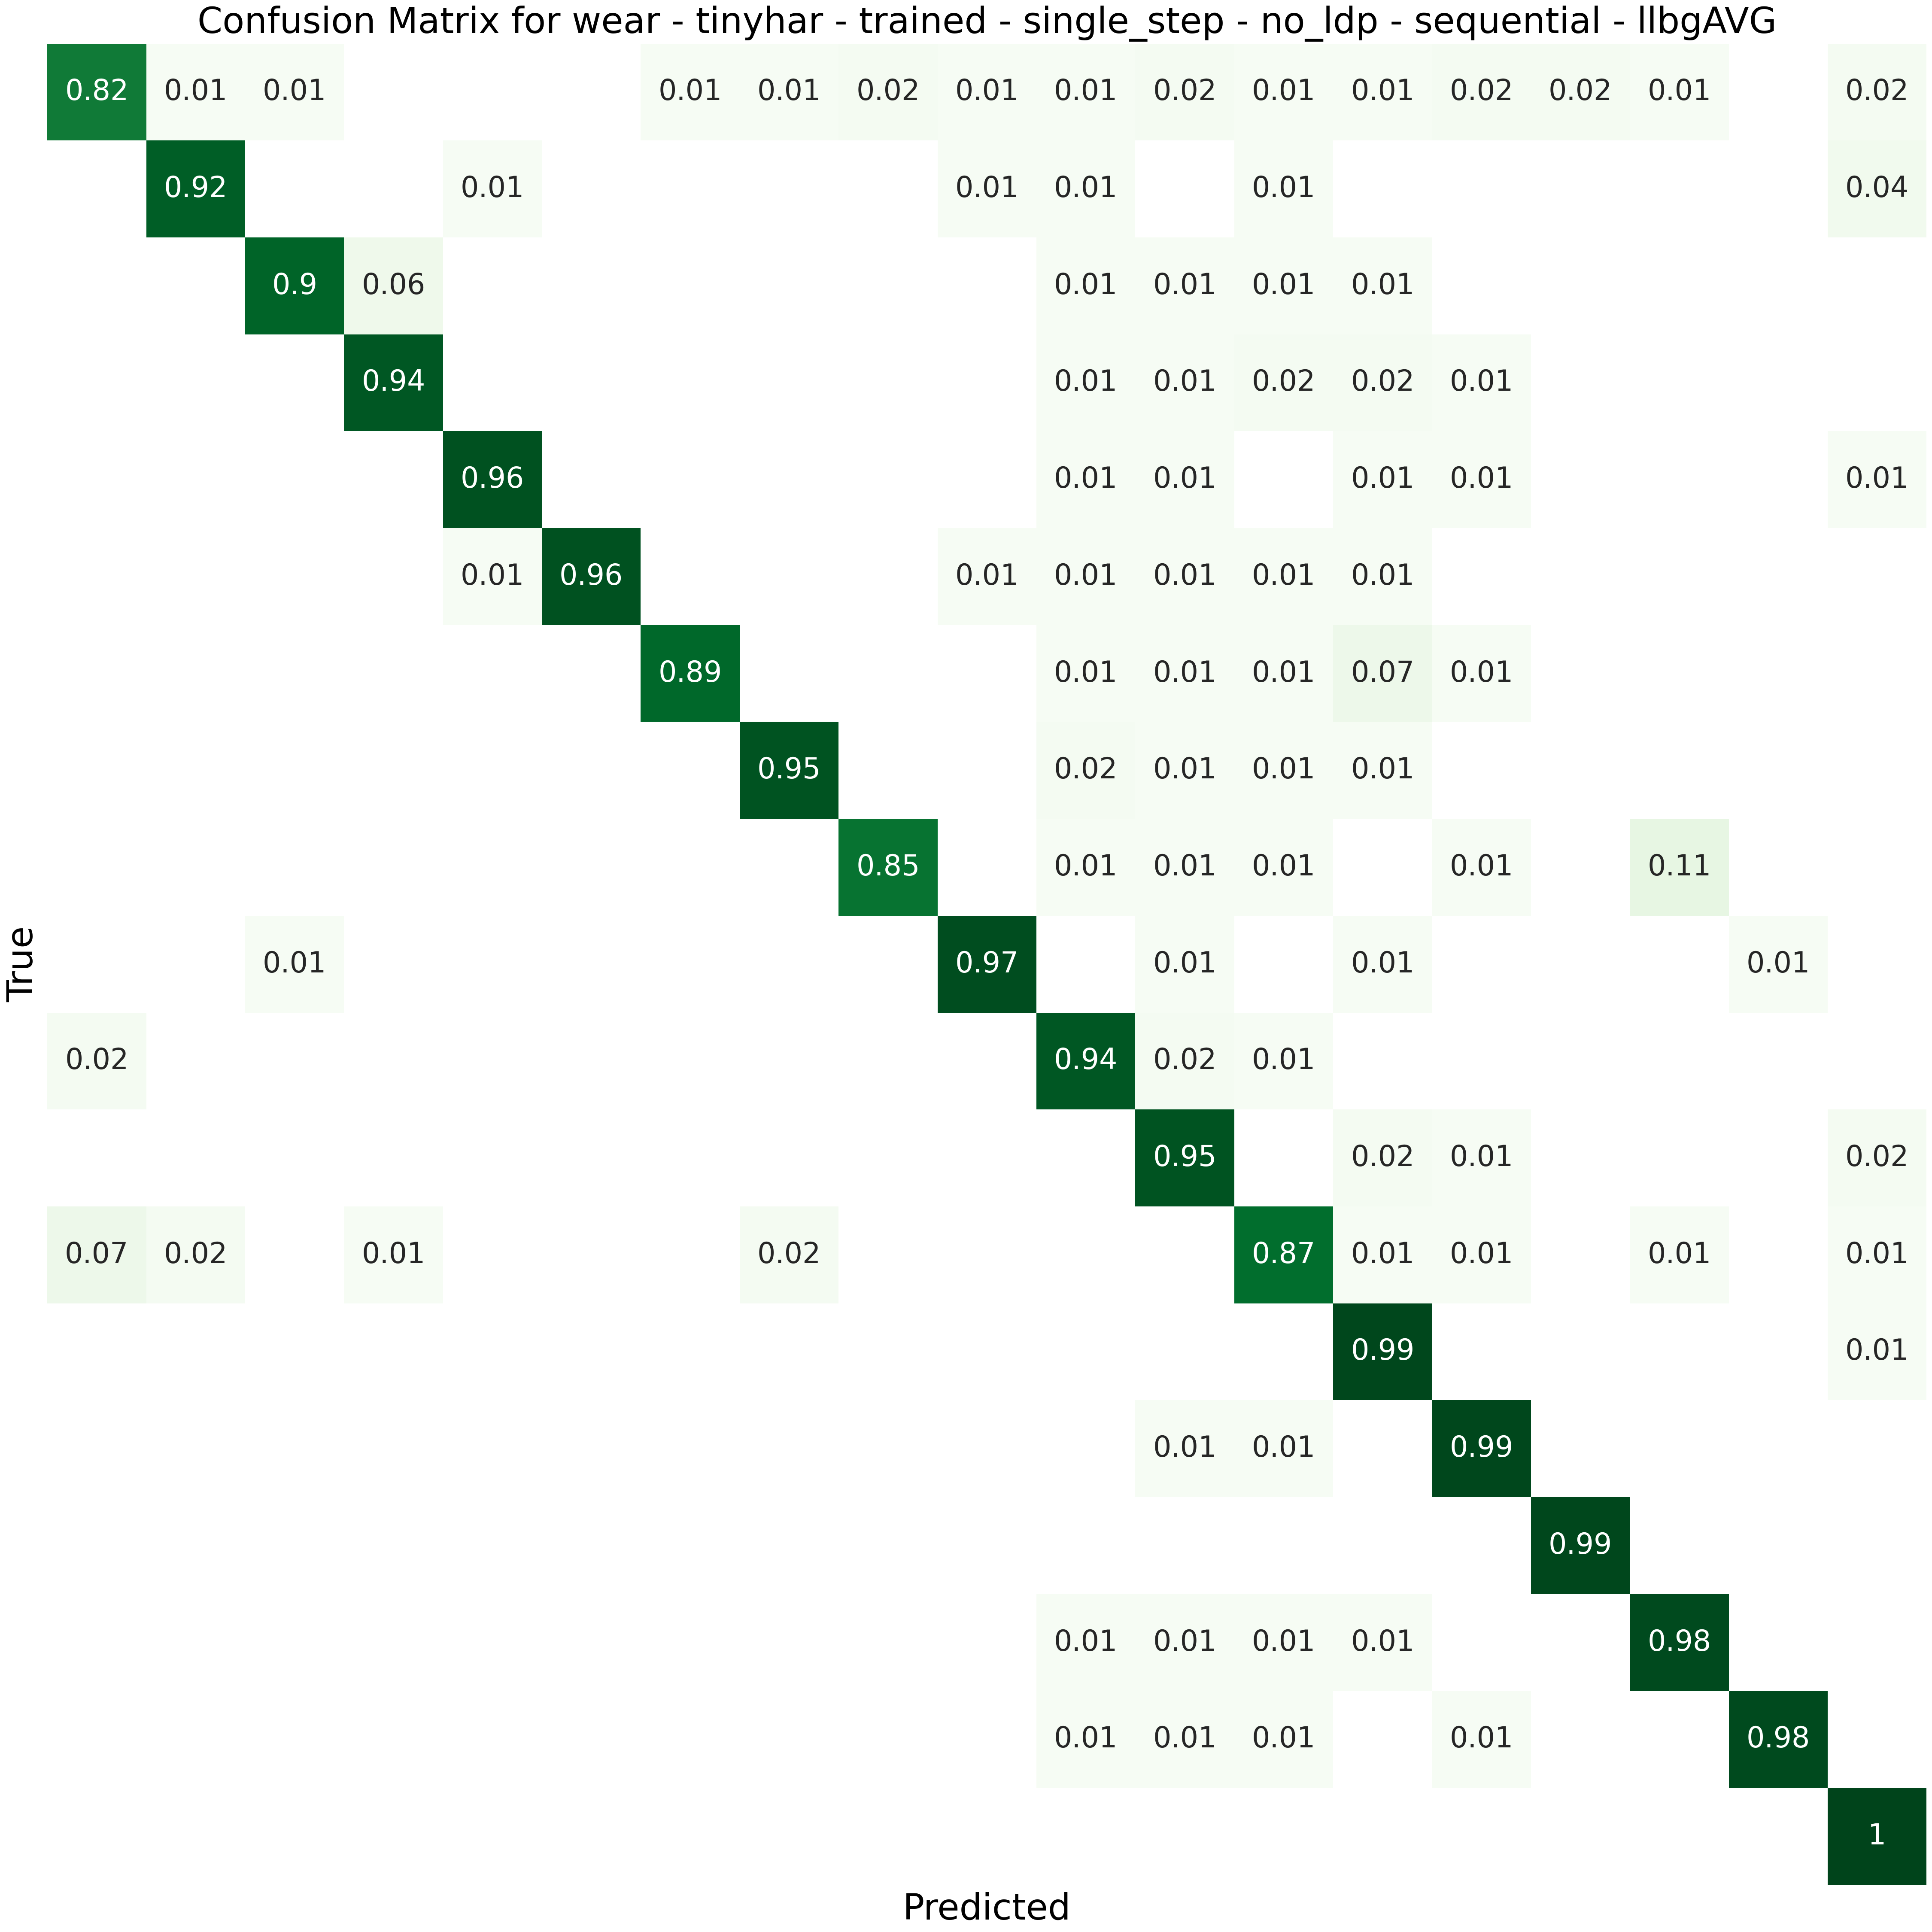 Confusion Matrix for wear - tinyhar - trained - single_step - no_ldp - sequential - llbgAVG
0.82 0.01 0.01 0.01 0.01 0.02 0.01 0.01 0.02 0.01 0.01 0.02 0.02 0.01 0.02
0.92 0.01 0.01 0.01 0.01 0.04
0.9 0.06 0.01 0.01 0.01 0.01
0.94 0.01 0.01 0.02 0.02 0.01
0.96 0.01 0.01 0.01 0.01 0.01
0.01 0.96 0.01 0.01 0.01 0.01 0.01
0.89 0.01 0.01 0.01 0.07 0.01
0.95 0.02 0.01 0.01 0.01
0.85 0.01 0.01 0.01 0.01 0.11
True
0.01 0.97 0.01 0.01 0.01
0.02 0.94 0.02 0.01
0.95 0.02 0.01 0.02
0.07 0.02 0.01 0.02 0.87 0.01 0.01 0.01 0.01
0.99 0.01
0.01 0.01 0.99
0.99
0.01 0.01 0.01 0.01 0.98
0.01 0.01 0.01 0.01 0.98
1
Predicted